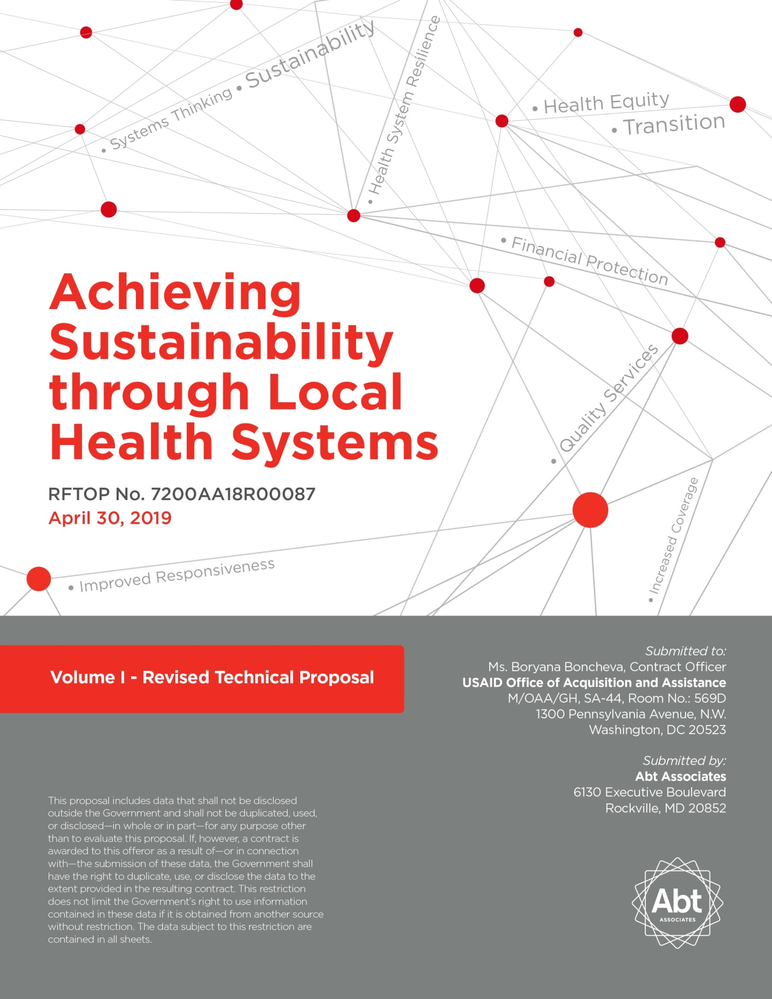 • Systems Thinking • Sustainability
• Health System Resilience
• Health Equity
• Transition
• Financial Protection
Achieving
Sustainability
through Local
Health Systems
• Quality Services
RFTOP No. 7200AA18R00087
April 30, 2019
• Increased Coverage
• Improved Responsiveness
Volume I - Revised Technical Proposal
Submitted to:
Ms. Boryana Boncheva, Contract Officer
USAID Office of Acquisition and Assistance
M/OAA/GH, SA-44, Room No.: 569D
1300 Pennsylvania Avenue, N.W.
Washington, DC 20523
Submitted by:
Abt Associates
6130 Executive Boulevard
Rockville, MD 20852
This proposal includes data that shall not be disclosed
outside the Government and shall not be duplicated, used,
or disclosed—in whole or in part—for any purpose other
than to evaluate this proposal. If, however, a contract is
awarded to this offeror as a result of—or in connection
with—the submission of these data, the Government shall
have the right to duplicate, use, or disclose the data to the
extent provided in the resulting contract. This restriction
does not limit the Government's right to use information
contained in these data if it is obtained from another source
without restriction. The data subject to this restriction are
contained in all sheets.
Abt
ASSOCIATES